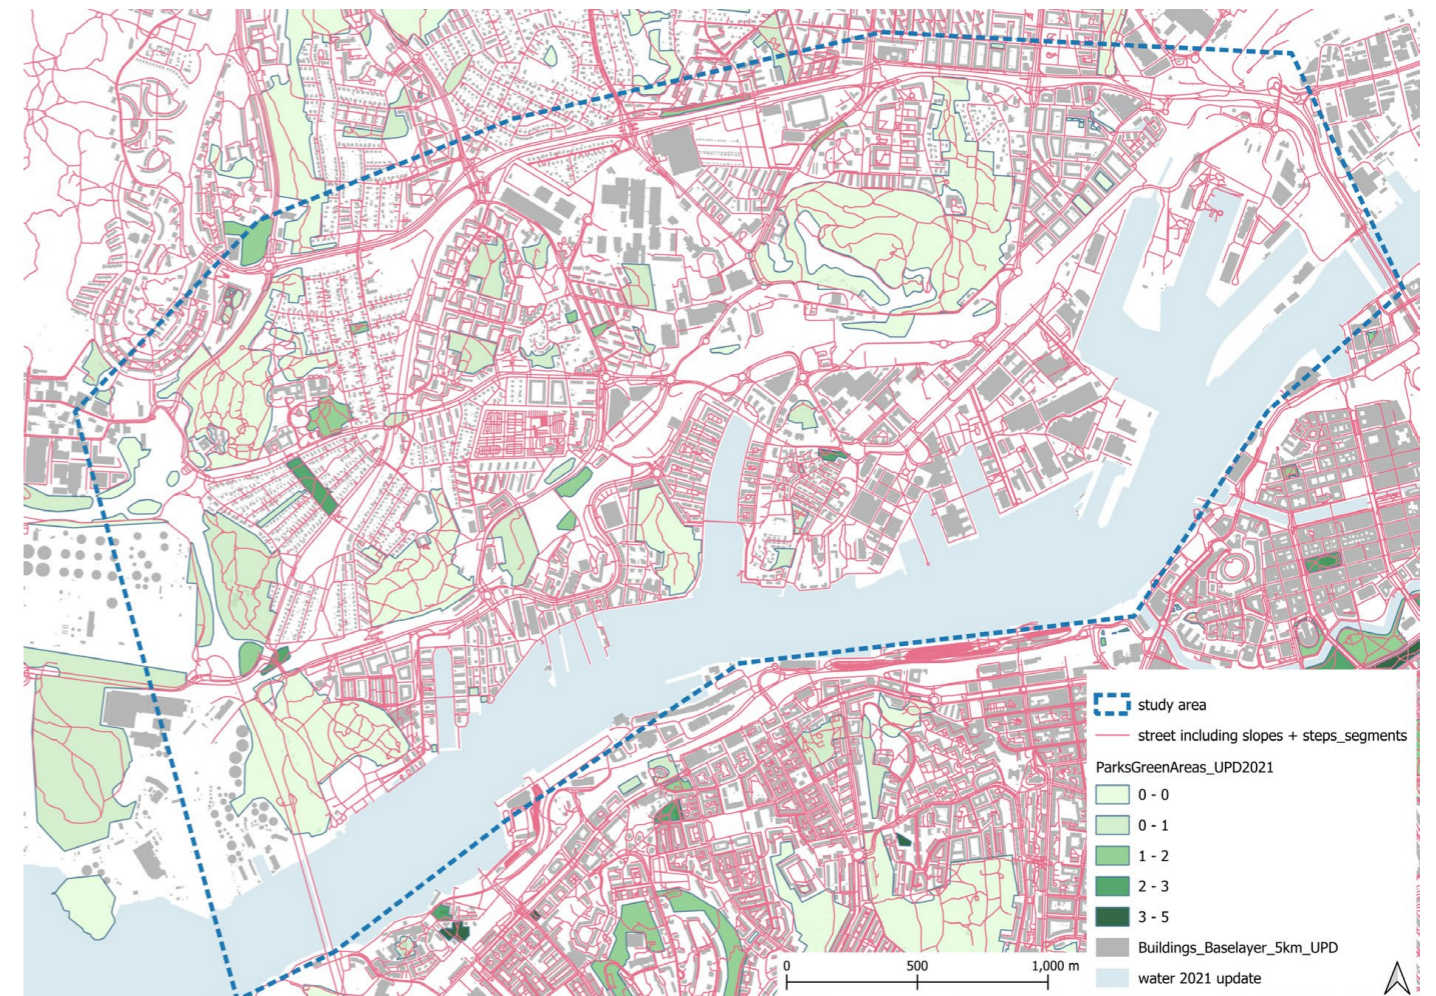 study area
street including slopes + steps_segments
ParksGreenAreas_UPD2021
0 - 0
0 - 1
1 - 2
2 - 3
3 - 5
Buildings_Baselayer_5km_UPD
water 2021 update
0 500 1,000 m